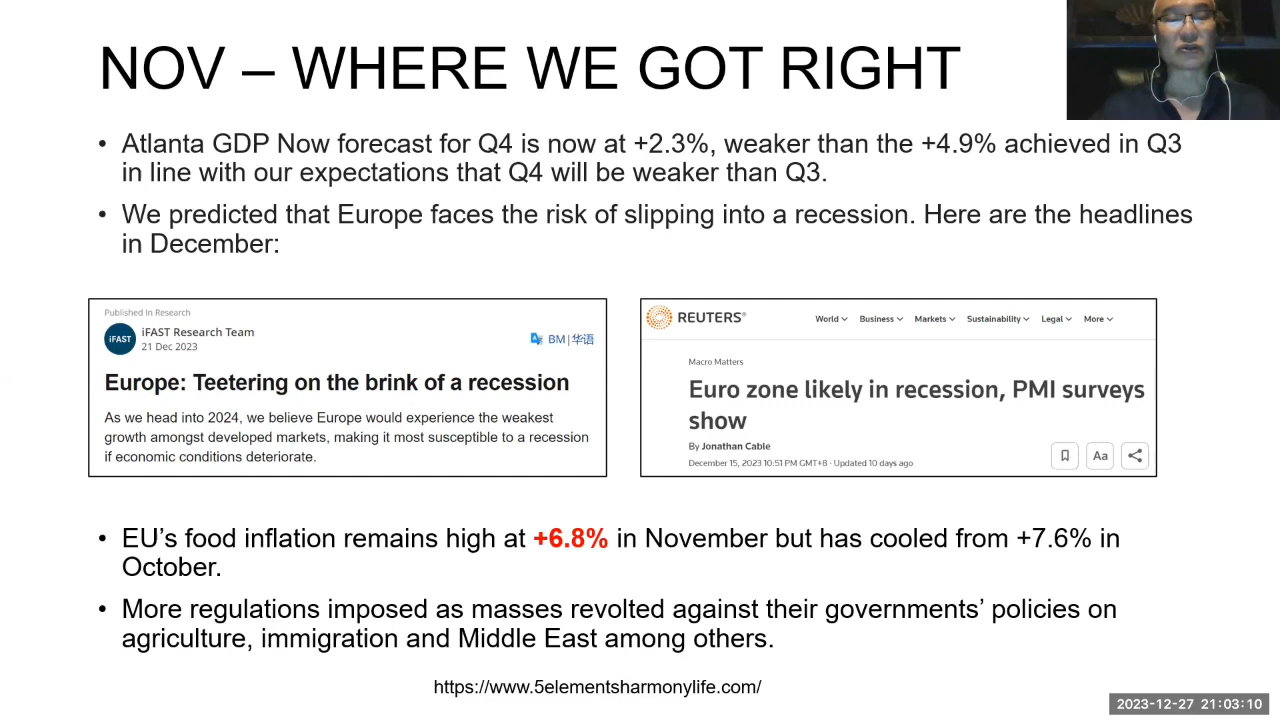 NOV – WHERE WE GOT RIGHT
• Atlanta GDP Now forecast for Q4 is now at +2.3%, weaker than the +4.9% achieved in Q3
in line with our expectations that Q4 will be weaker than Q3.
• We predicted that Europe faces the risk of slipping into a recession. Here are the headlines
in December:
Published In Research
iFAST
iFAST Research Team
21 Dec 2023
BM|华语
Europe: Teetering on the brink of a recession
As we head into 2024, we believe Europe would experience the weakest
growth amongst developed markets, making it most susceptible to a recession
if economic conditions deteriorate.
REUTERS®
World Business Markets Sustainability Legal More
Macro Matters
Euro zone likely in recession, PMI surveys
show
By Jonathan Cable
December 15, 2023 10:51 PM GMT+8 · Updated 10 days ago
Aa
• EU’s food inflation remains high at +6.8% in November but has cooled from +7.6% in
October.
• More regulations imposed as masses revolted against their governments’ policies on
agriculture, immigration and Middle East among others.
https://www.5elementsharmonylife.com/
2023-12-27 21:03:10